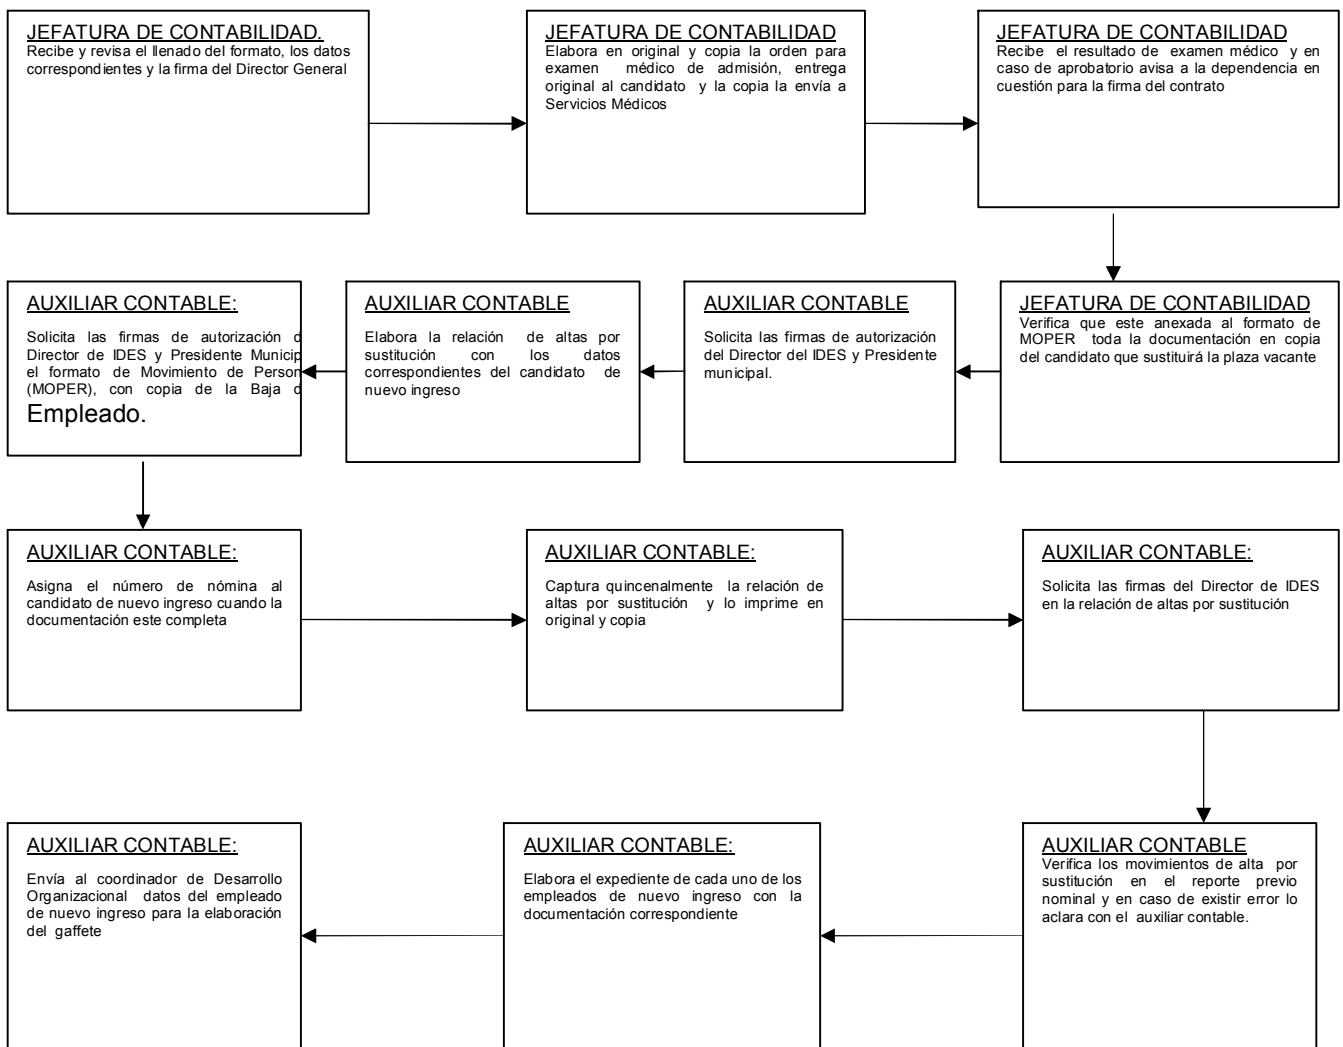 JEFATURA DE CONTABILIDAD.
Recibe y revisa el llenado del formato, los datos
correspondientes y la firma del Director General
JEFATURA DE CONTABILIDAD
Elabora en original y copia la orden para
examen médico de admisión, entrega
original al candidato y la copia la envía a
Servicios Médicos
JEFATURA DE CONTABILIDAD
Recibe el resultado de examen médico y en
caso de aprobatorio avisa a la dependencia en
cuestión para la firma del contrato
JEFATURA DE CONTABILIDAD
Verifica que este anexada al formato de
MOPER toda la documentación en copia
del candidato que sustituirá la plaza vacante
AUXILIAR CONTABLE
Solicita las firmas de autorización
del Director del IDES y Presidente
municipal.
AUXILIAR CONTABLE
Elabora la relación de altas por
sustitución con los datos
correspondientes del candidato de
nuevo ingreso
AUXILIAR CONTABLE:
Solicita las firmas de autorización d
Director de IDES y Presidente Municip
el formato de Movimiento de Person
(MOPER), con copia de la Baja d
Empleado.
AUXILIAR CONTABLE:
Asigna el número de nómina al
candidato de nuevo ingreso cuando la
documentación este completa
AUXILIAR CONTABLE:
Captura quincenalmente la relación de
altas por sustitución y lo imprime en
original y copia
AUXILIAR CONTABLE:
Solicita las firmas del Director de IDES
en la relación de altas por sustitución
AUXILIAR CONTABLE
Verifica los movimientos de alta por
sustitución en el reporte previo
nominal y en caso de existir error lo
aclara con el auxiliar contable.
AUXILIAR CONTABLE:
Elabora el expediente de cada uno de los
empleados de nuevo ingreso con la
documentación correspondiente
AUXILIAR CONTABLE:
Envía al coordinador de Desarrollo
Organizacional datos del empleado
de nuevo ingreso para la elaboración
del gaffete